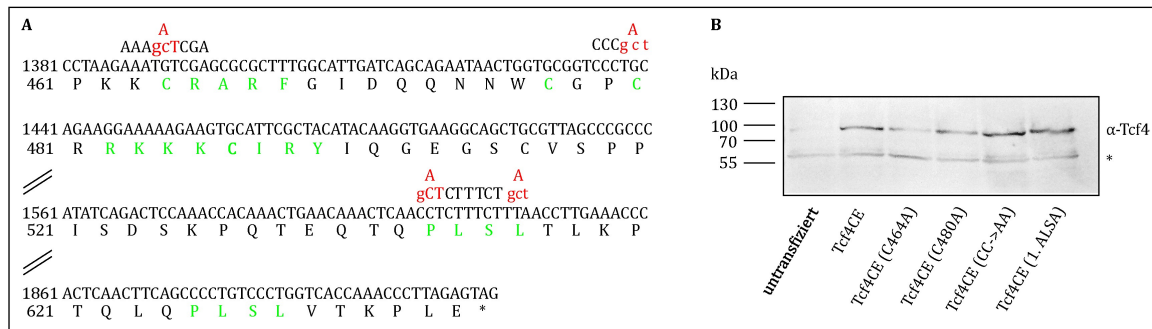 A
A A
AAAgcTCGA CCCg c t
1381 CCTAAGAAATGTCGAGCGCGCTTTGGCATTGATCAGCAGAATAACTGGTGCGGTCCCTGC
461 P K K C R A R F G I D Q Q N N W C G P C
1441 AGAAGGAAAAAGAAGTGCATTCGCTACATACAAGGTGAAGGCAGCTGCGTTAGCCCGCCC
481 R R K K K C I R Y I Q G E G S C V S P P
A A
gCTCTTTCT gct
1561 ATATCAGACTCCAAACCACAAACTGAACAAACTCAACCTCTTTCTTTAACCTTGAAACCC
521 I S D S K P Q T E Q T Q P L S L T L K P
1861 ACTCAACTTCAGCCCCTGTCCCTGGTCACCAAACCCTTAGAGTAG
621 T Q L Q P L S L V T K P L E *
B
kDa
130
100
70
55
α-Tcf4
*
untransfiziert
Tcf4CE
Tcf4CE (C464A)
Tcf4CE (C480A)
Tcf4CE (CC->AA)
Tcf4CE (1. ALSA)